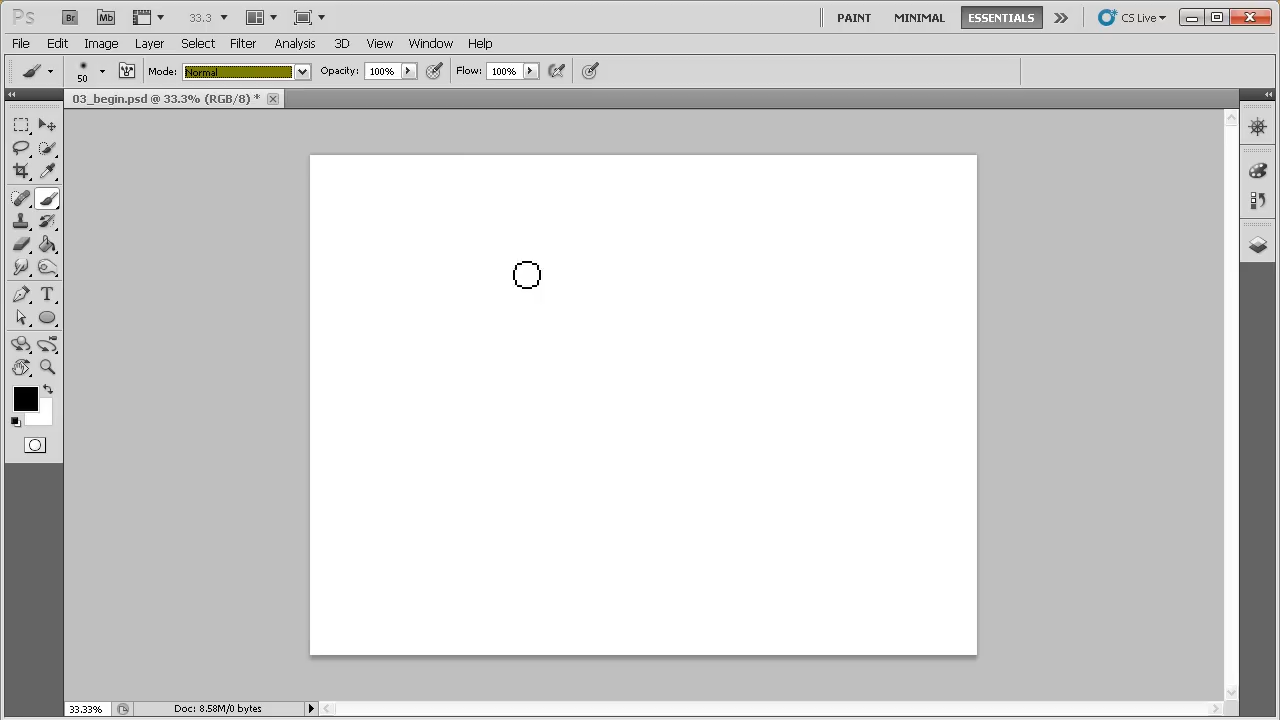 Ps Br Mb 33.3 PAINT MINIMAL ESSENTIALS CS Live
File Edit Image Layer Select Filter Analysis 3D View Window Help
50 Mode: Normal Opacity: 100% Flow: 100%
03_begin.psd @ 33.3% (RGB/8) *
T
33.33% Doc: 8.58M/0 bytes